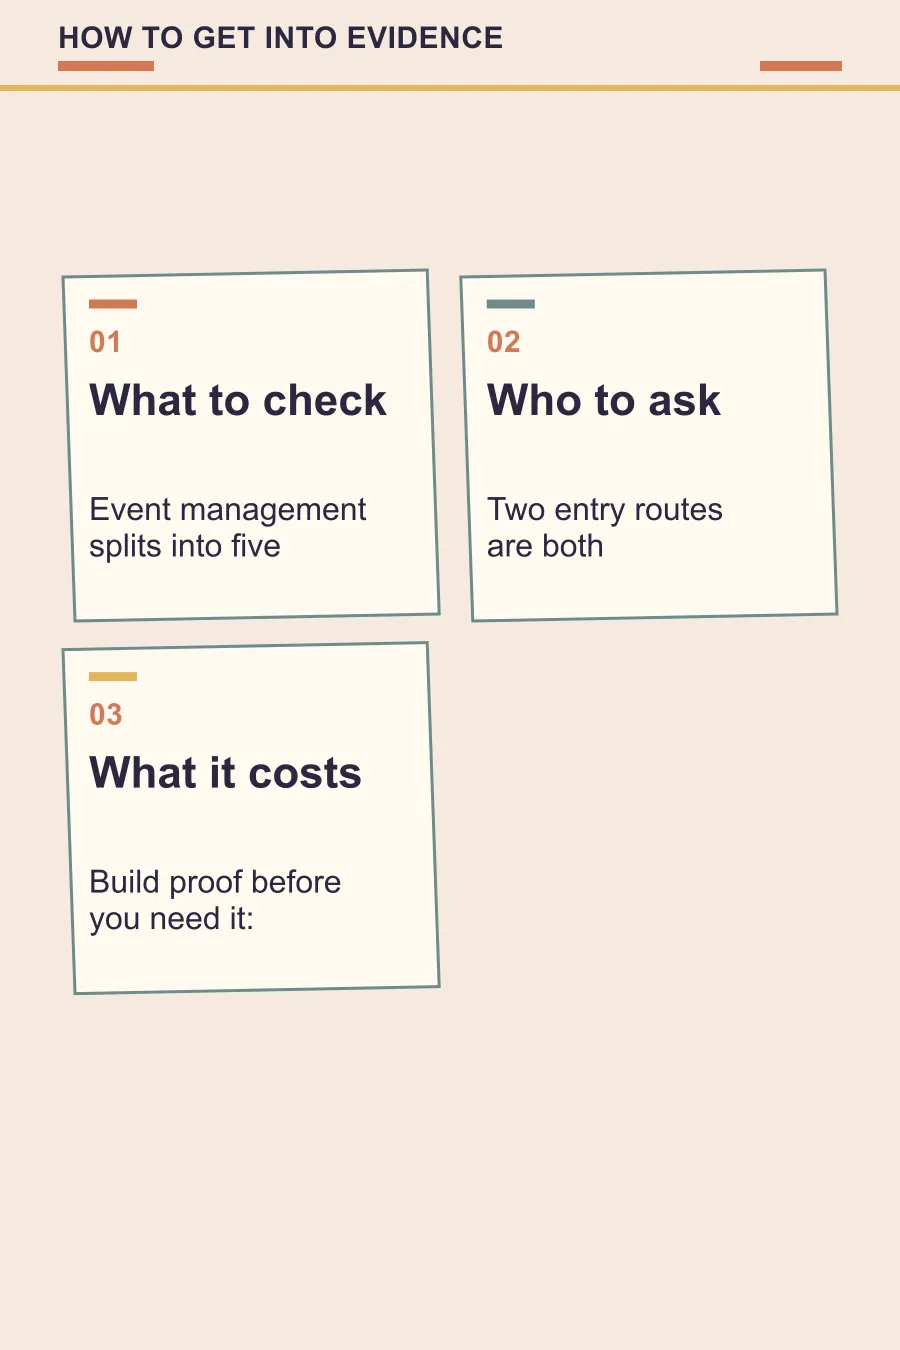 HOW TO GET INTO EVIDENCE
01
What to check
Event management
splits into five
02
Who to ask
Two entry routes
are both
03
What it costs
Build proof before
you need it: